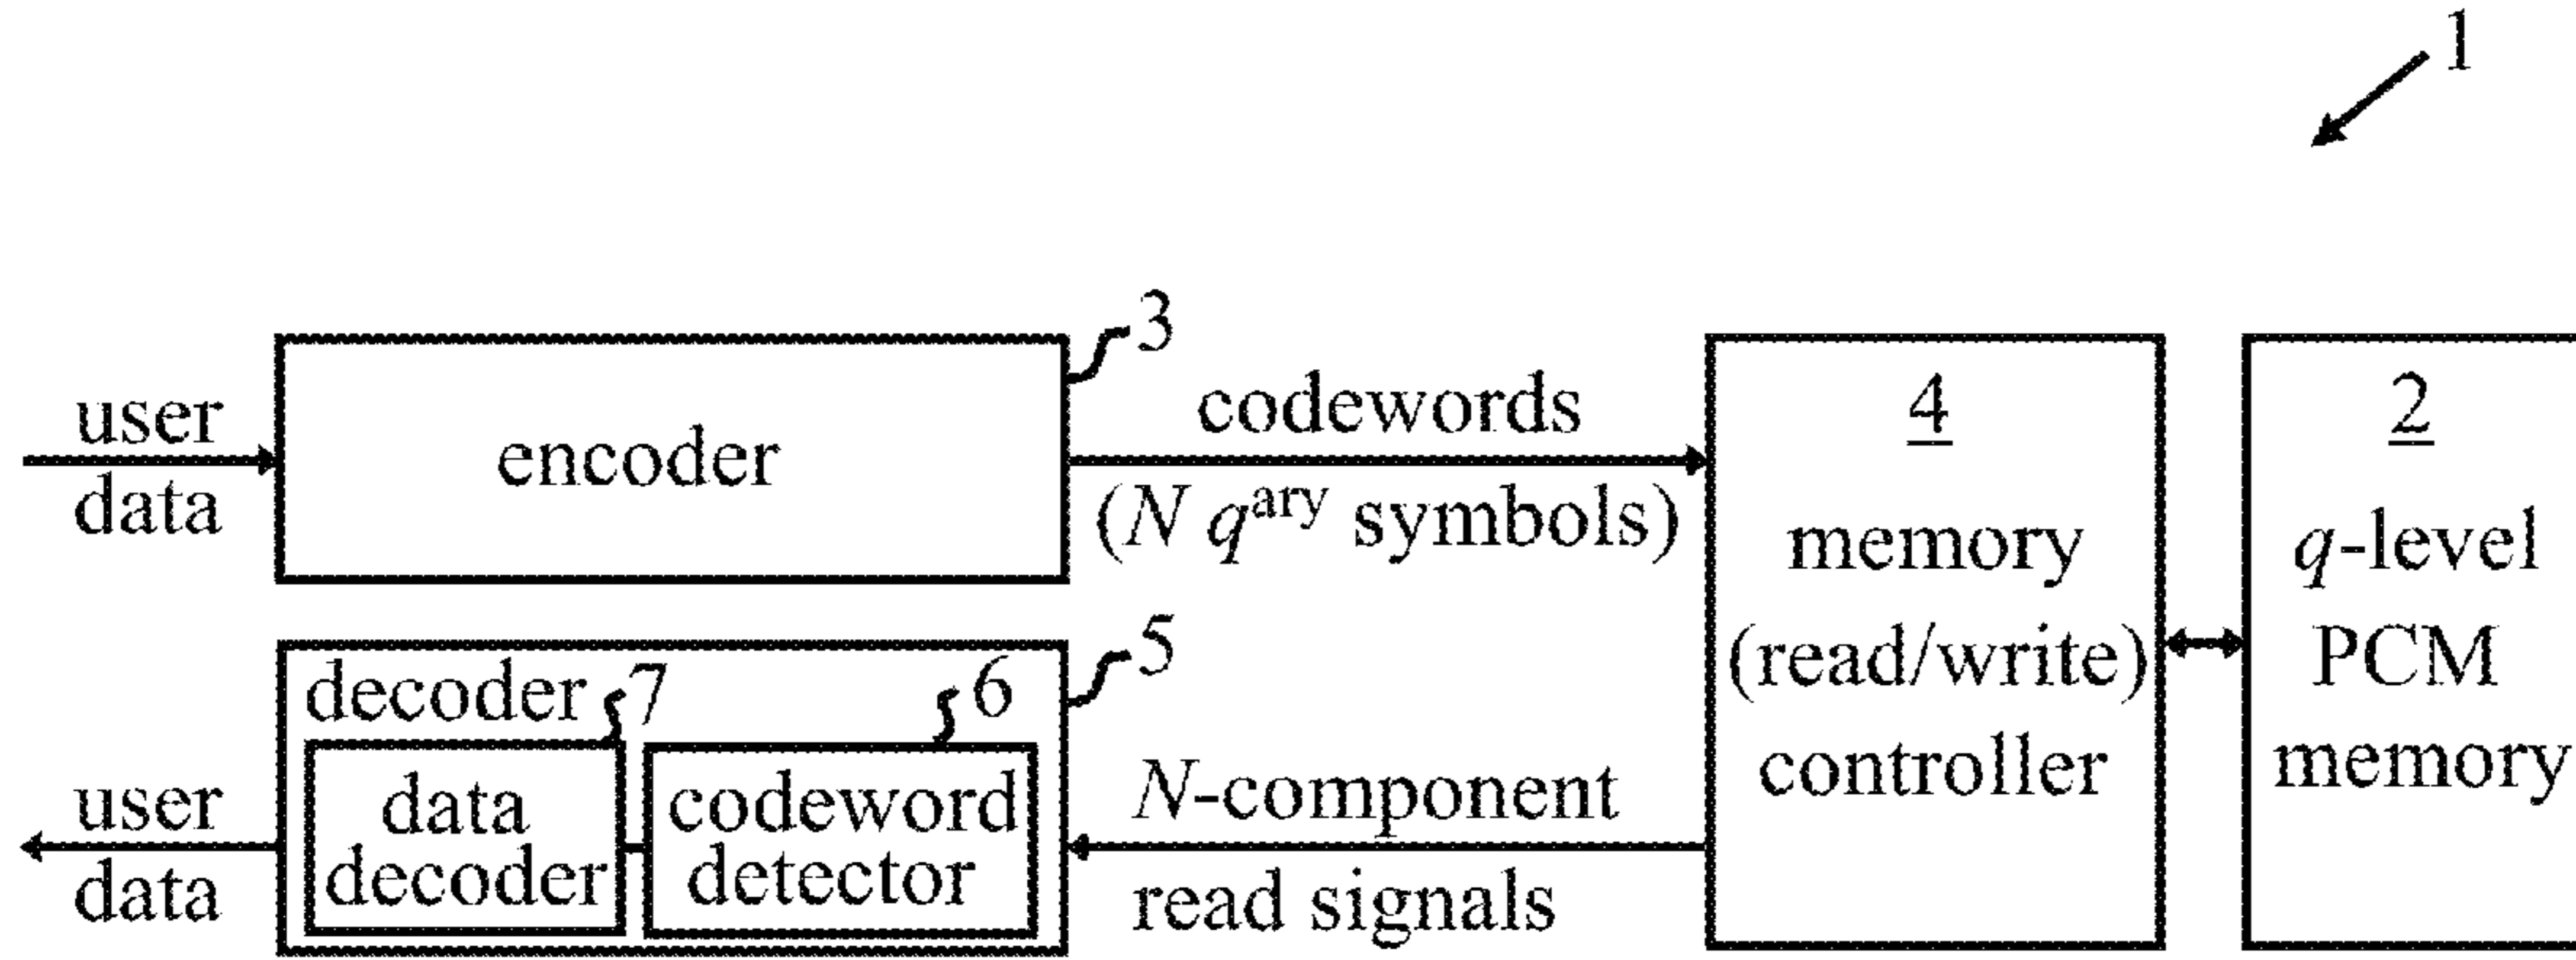 1
3
user
data
encoder
codewords
(N q^ary symbols)
4
memory
(read/write)
controller
2
q-level
PCM
memory
5
decoder
7
6
user
data
data
decoder
codeword
detector
N-component
read signals